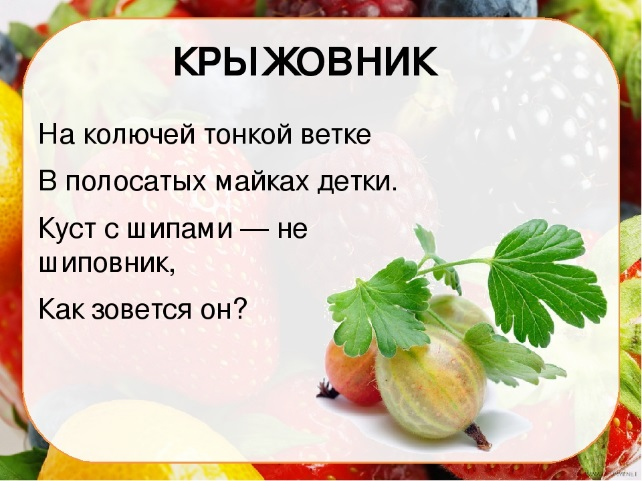 КРЫЖОВНИК
На колючей тонкой ветке
В полосатых майках детки.
Куст с шипами — не
шиповник,
Как зовется он?